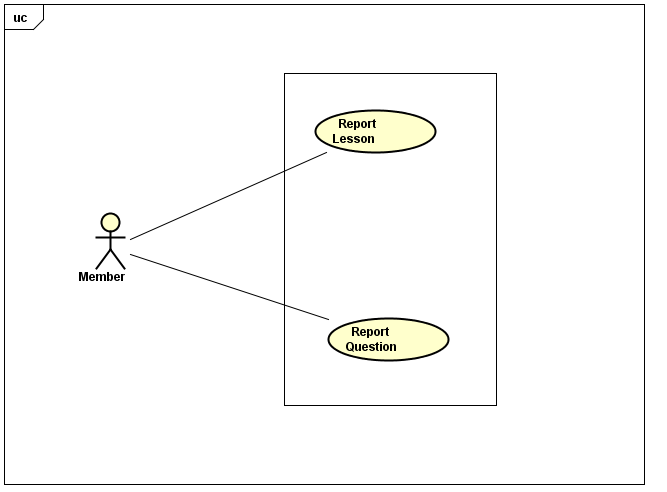 uc
Report
Lesson
Member
Report
Question